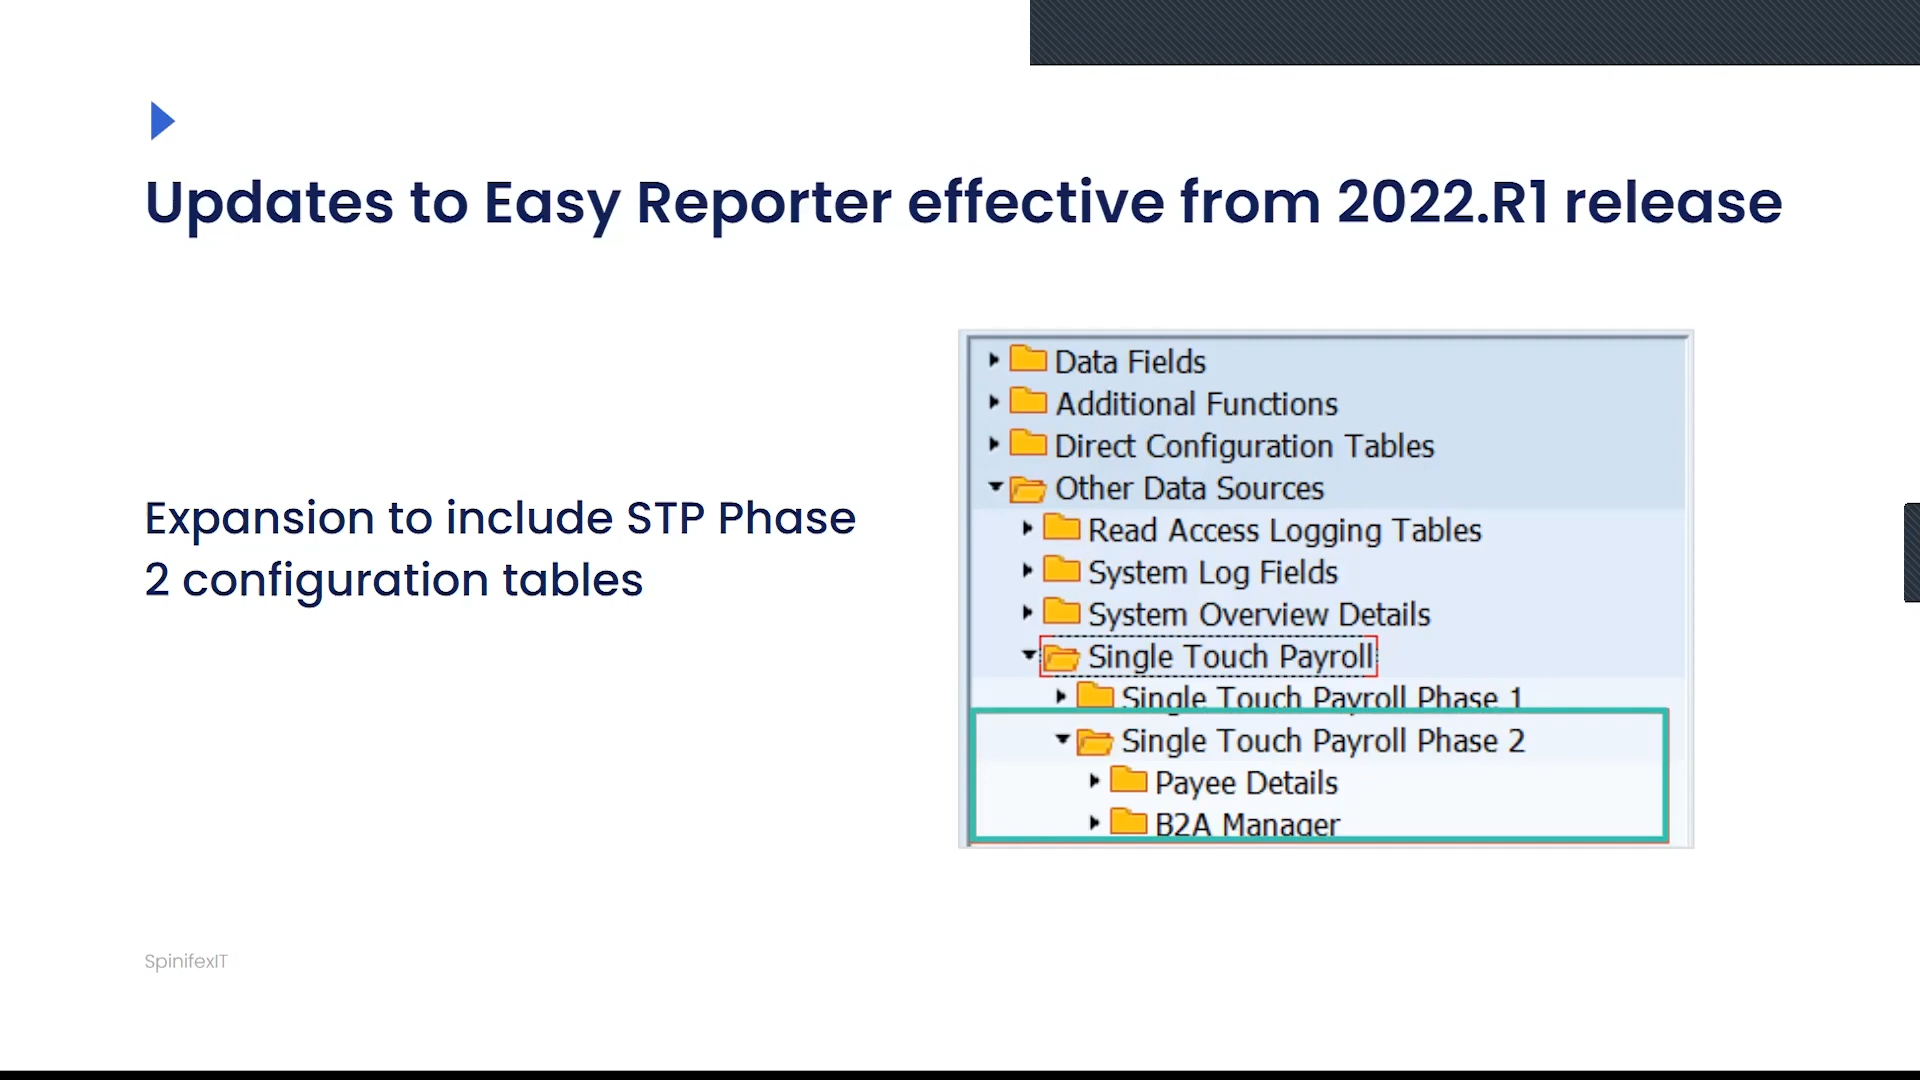 Updates to Easy Reporter effective from 2022.R1 release
Expansion to include STP Phase
2 configuration tables
Data Fields
Additional Functions
Direct Configuration Tables
Other Data Sources
Read Access Logging Tables
System Log Fields
System Overview Details
Single Touch Payroll
Single Touch Payroll Phase 1
Single Touch Payroll Phase 2
Payee Details
B2A Manager
SpinifexIT